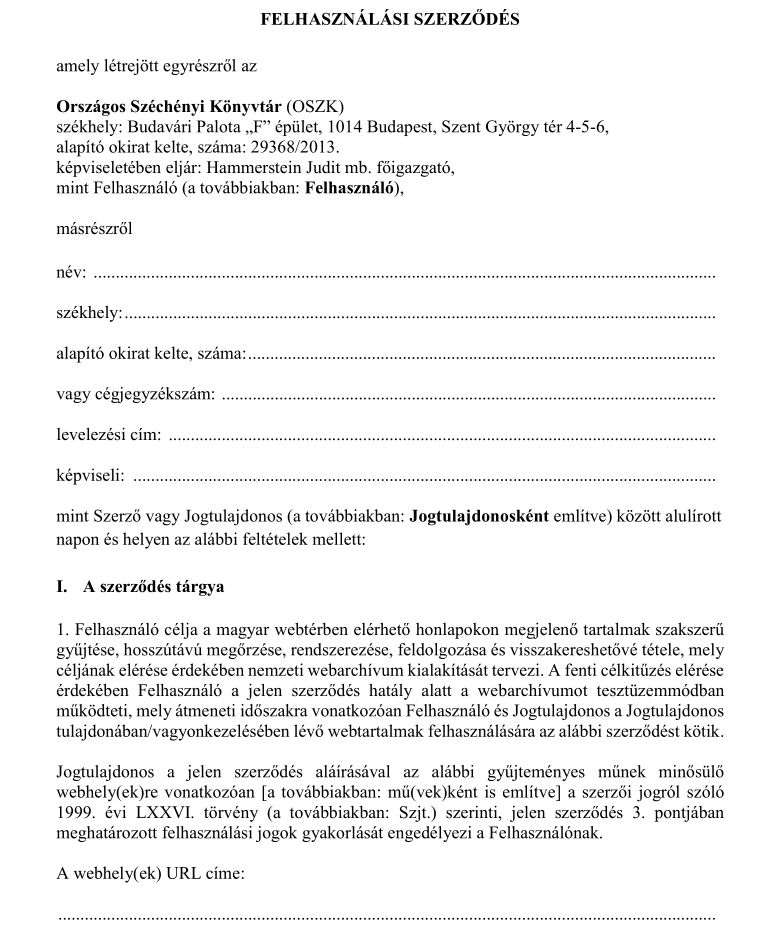 FELHASZNÁLÁSI SZERZŐDÉS
amely létrejött egyrészről az
Országos Széchényi Könyvtár (OSZK)
székhely: Budavári Palota „F” épület, 1014 Budapest, Szent György tér 4-5-6,
alapító okirat kelte, száma: 29368/2013.
képviseletében eljár: Hammerstein Judit mb. főigazgató,
mint Felhasználó (a továbbiakban: Felhasználó),
másrészről
név: ....................................................................................................
székhely:....................................................................................................
alapító okirat kelte, száma:....................................................................................................
vagy cégjegyzékszám: ....................................................................................................
levelezési cím: ....................................................................................................
képviseli: ....................................................................................................
mint Szerző vagy Jogtulajdonos (a továbbiakban: Jogtulajdonosként említve) között alulírott
napon és helyen az alábbi feltételek mellett:
I. A szerződés tárgya
1. Felhasználó célja a magyar webtérben elérhető honlapokon megjelenő tartalmak szakszerű
gyűjtése, hosszútávú megőrzése, rendszerezése, feldolgozása és visszakereshetővé tétele, mely
céljának elérése érdekében nemzeti webarchívum kialakítását tervezi. A fenti célkitűzés elérése
érdekében Felhasználó a jelen szerződés hatály alatt a webarchívumot tesztüzemmódban
működteti, mely átmeneti időszakra vonatkozóan Felhasználó és Jogtulajdonos a Jogtulajdonos
tulajdonában/vagyonkezelésében lévő webtartalmak felhasználására az alábbi szerződést kötik.
Jogtulajdonos a jelen szerződés aláírásával az alábbi gyűjteményes műnek minősülő
webhely(ek)re vonatkozóan [a továbbiakban: mű(vek)ként is említve] a szerzői jogról szóló
1999. évi LXXVI. törvény (a továbbiakban: Szjt.) szerinti, jelen szerződés 3. pontjában
meghatározott felhasználási jogok gyakorlását engedélyezi a Felhasználónak.
A webhely(ek) URL címe:
....................................................................................................